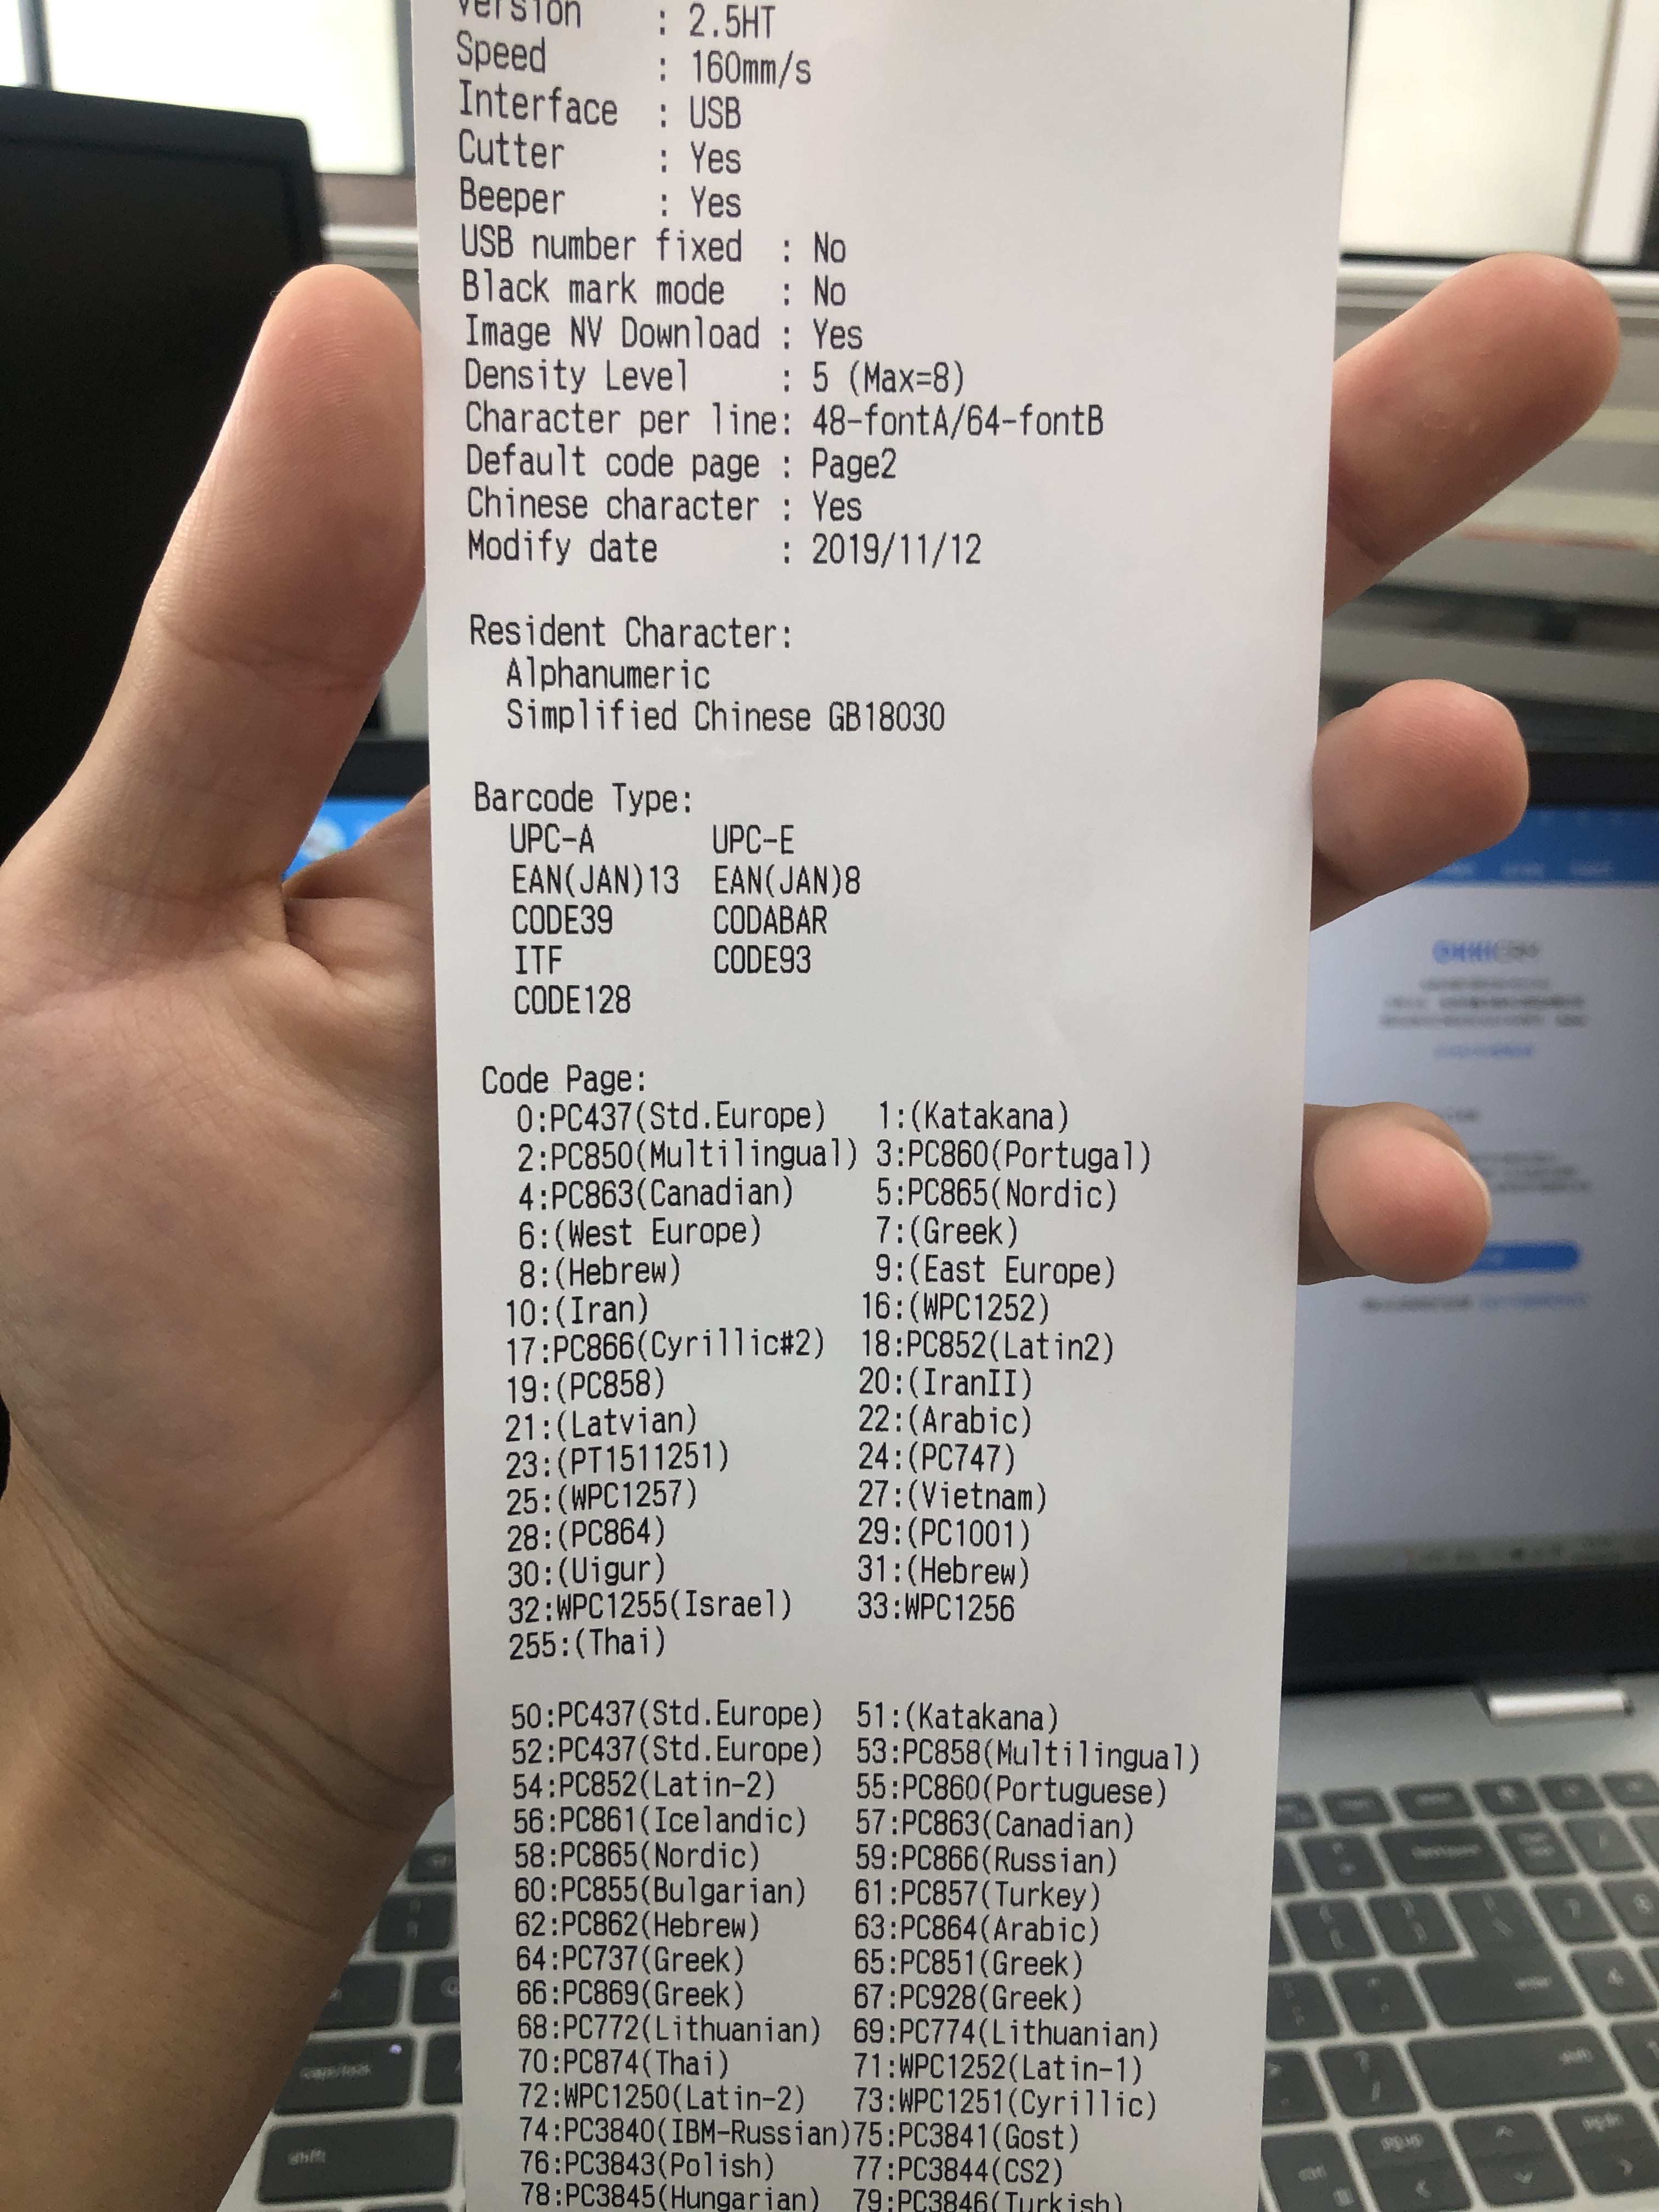 Version : 2.5HT
Speed : 160mm/s
Interface : USB
Cutter : Yes
Beeper : Yes
USB number fixed : No
Black mark mode : No
Image NV Download : Yes
Density Level : 5 (Max=8)
Character per line: 48-fontA/64-fontB
Default code page : Page2
Chinese character : Yes
Modify date : 2019/11/12
Resident Character:
Alphanumeric
Simplified Chinese GB18030
Barcode Type:
UPC-A UPC-E
EAN(JAN)13 EAN(JAN)8
CODE39 CODABAR
ITF CODE93
CODE128
Code Page:
0:PC437(Std.Europe) 1:(Katakana)
2:PC850(Multilingual) 3:PC860(Portugal)
4:PC863(Canadian) 5:PC865(Nordic)
6:(West Europe) 7:(Greek)
8:(Hebrew) 9:(East Europe)
10:(Iran) 16:(WPC1252)
17:PC866(Cyrillic#2) 18:PC852(Latin2)
19:(PC858) 20:(IranII)
21:(Latvian) 22:(Arabic)
23:(PT1511251) 24:(PC747)
25:(WPC1257) 27:(Vietnam)
28:(PC864) 29:(PC1001)
30:(Uigur) 31:(Hebrew)
32:WPC1255(Israel) 33:WPC1256
255:(Thai)
50:PC437(Std.Europe) 51:(Katakana)
52:PC437(Std.Europe) 53:PC858(Multilingual)
54:PC852(Latin-2) 55:PC860(Portuguese)
56:PC861(Icelandic) 57:PC863(Canadian)
58:PC865(Nordic) 59:PC866(Russian)
60:PC855(Bulgarian) 61:PC857(Turkey)
62:PC862(Hebrew) 63:PC864(Arabic)
64:PC737(Greek) 65:PC851(Greek)
66:PC869(Greek) 67:PC928(Greek)
68:PC772(Lithuanian) 69:PC774(Lithuanian)
70:PC874(Thai) 71:WPC1252(Latin-1)
72:WPC1250(Latin-2) 73:WPC1251(Cyrillic)
74:PC3840(IBM-Russian)75:PC3841(Gost)
76:PC3843(Polish) 77:PC3844(CS2)
78:PC3845(Hungarian) 79:PC3846(Turkish)
shift